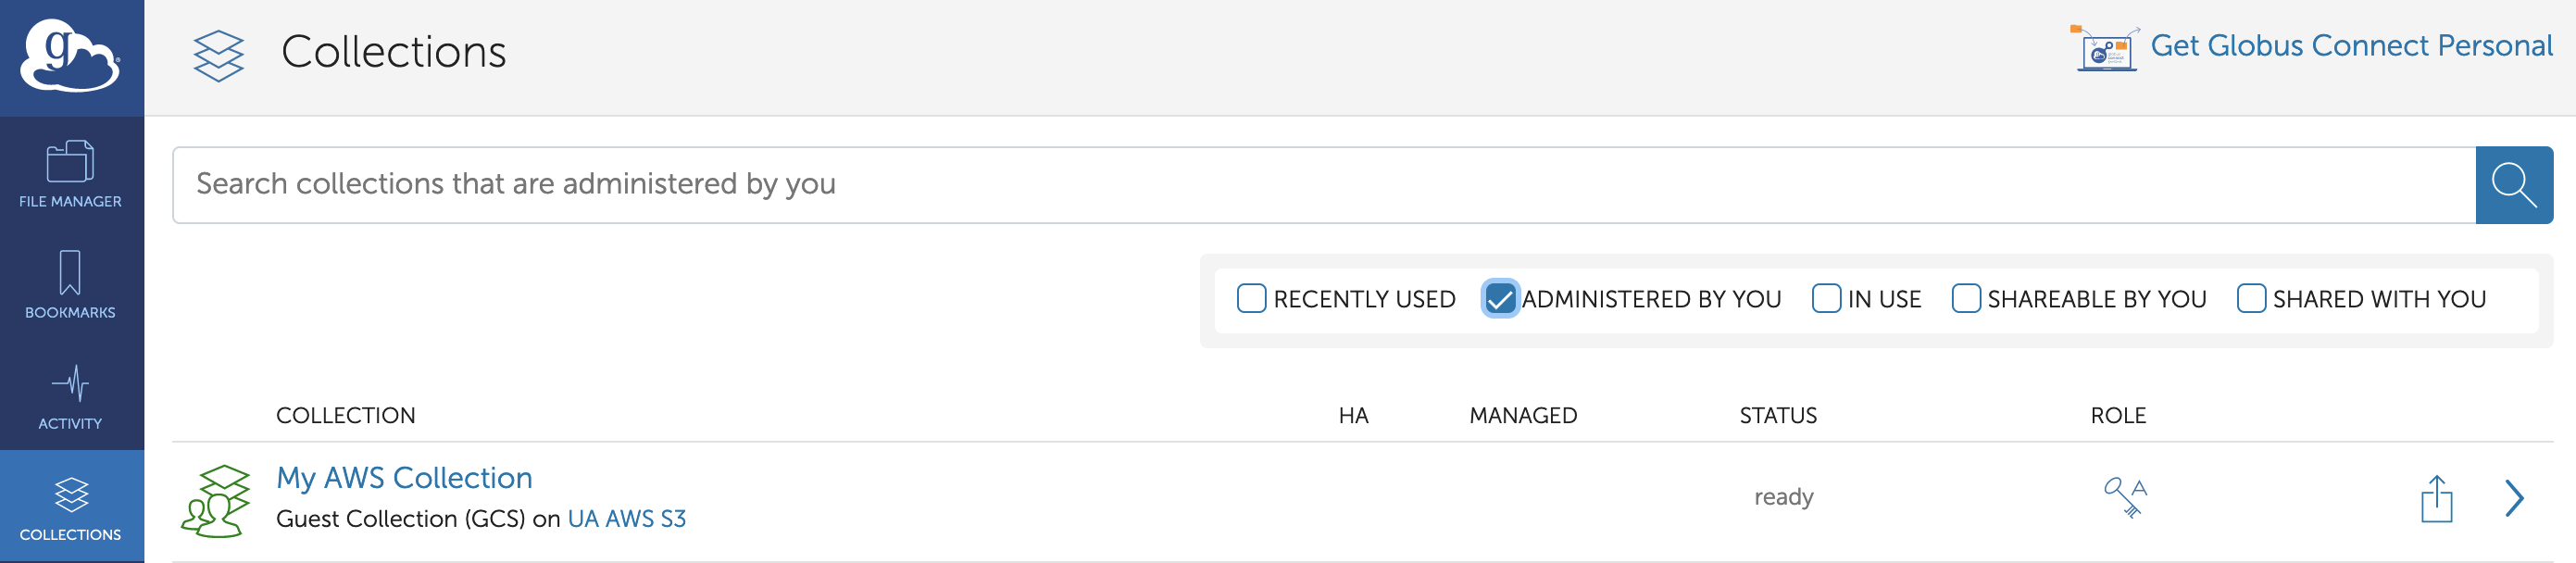 g
Collections
Get Globus Connect Personal
FILE MANAGER
BOOKMARKS
ACTIVITY
COLLECTIONS
Search collections that are administered by you
RECENTLY USED ADMINISTERED BY YOU IN USE SHAREABLE BY YOU SHARED WITH YOU
COLLECTION HA MANAGED STATUS ROLE
My AWS Collection
Guest Collection (GCS) on UA AWS S3
ready
A